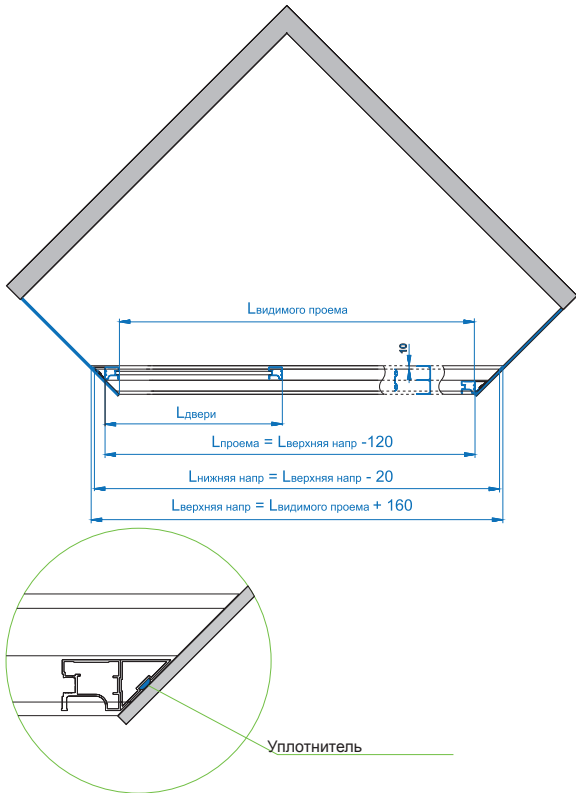 Lвидимого проема
10
Lдвери
Lпроема = Lверхняя напр -120
Lнижняя напр = Lверхняя напр - 20
Lверхняя напр = Lвидимого проема + 160
Уплотнитель